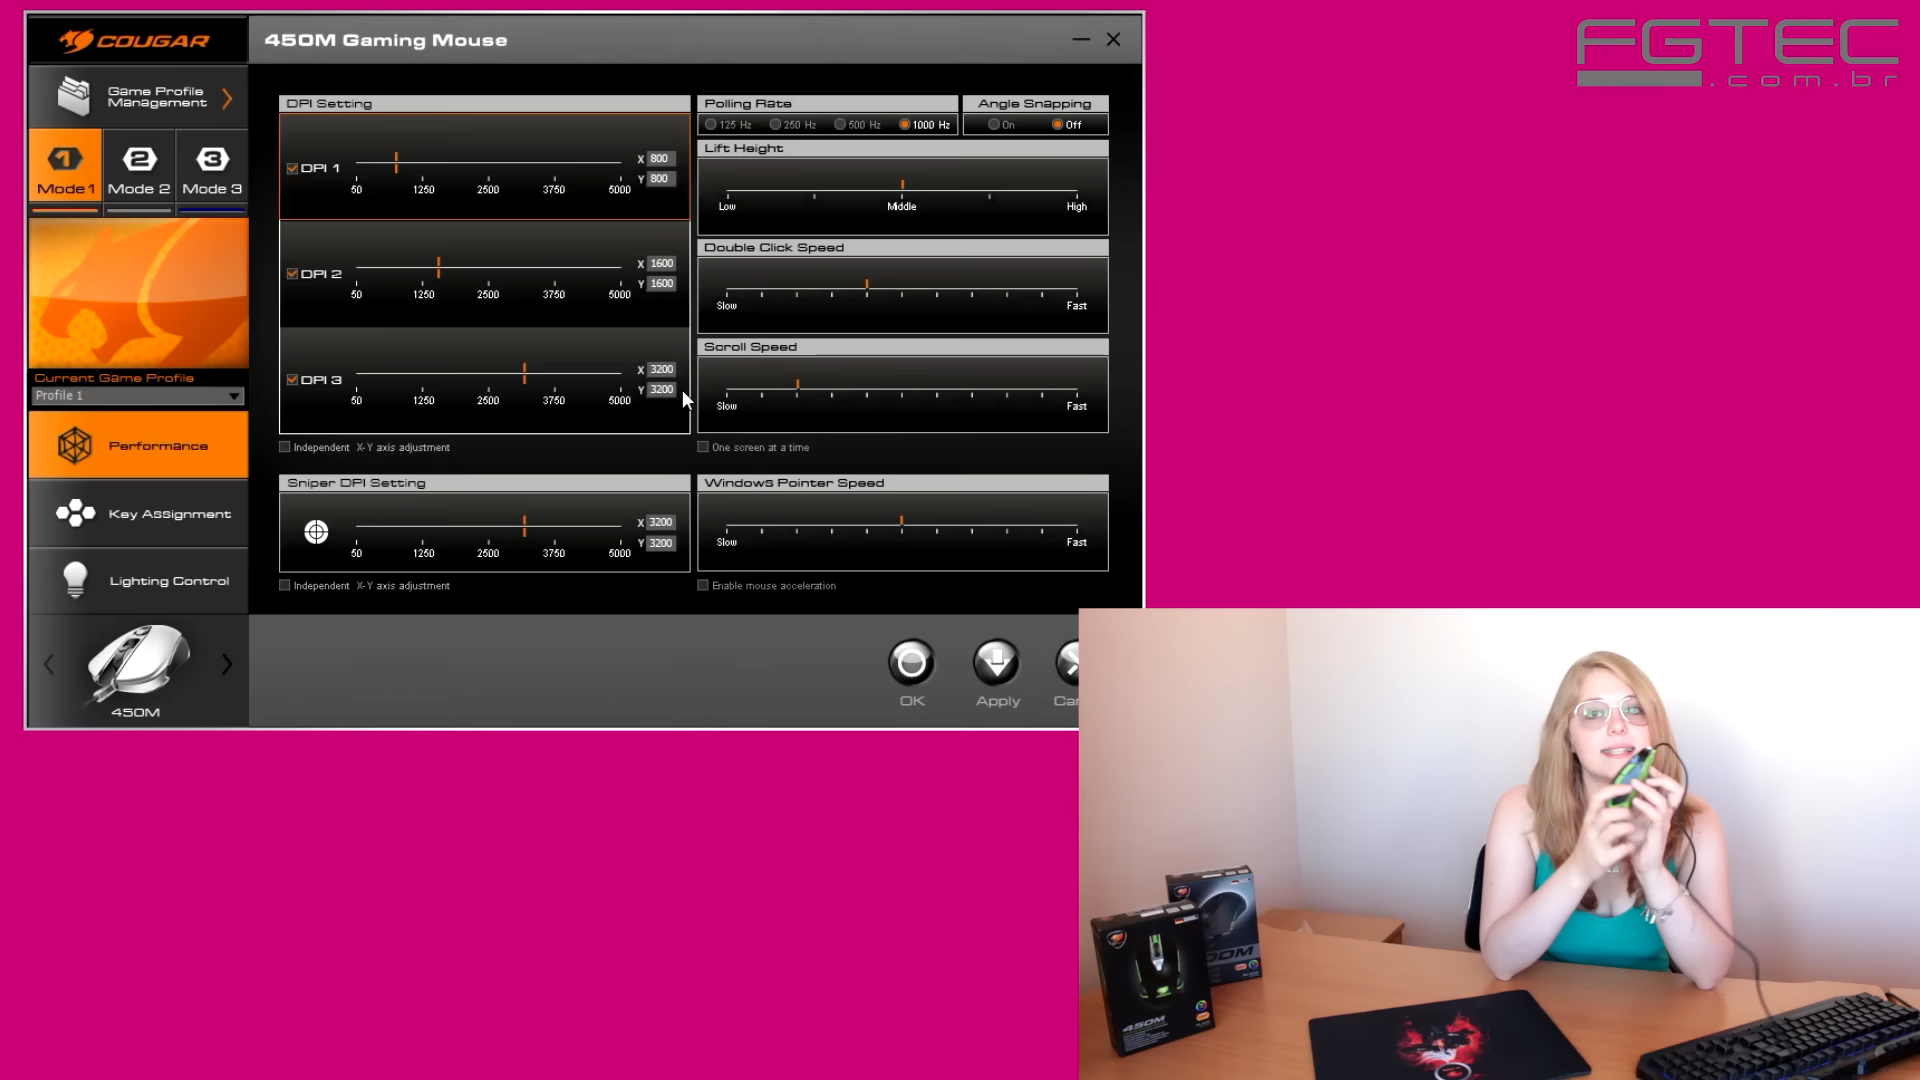 COUGAR
450M Gaming Mouse
FGTEC
.com.br
Game Profile
Management
Mode 1
Mode 2
Mode 3
1
2
3
Current Game Profile
Profile 1
Performance
Key Assignment
Lighting Control
450M
DPI Setting
DPI 1
50 1250 2500 3750 5000
X 800
Y 800
DPI 2
50 1250 2500 3750 5000
X 1600
Y 1600
DPI 3
50 1250 2500 3750 5000
X 3200
Y 3200
Independent X-Y axis adjustment
Sniper DPI Setting
50 1250 2500 3750 5000
X 3200
Y 3200
Independent X-Y axis adjustment
Polling Rate
125 Hz 250 Hz 500 Hz 1000 Hz
Angle Snapping
On Off
Lift Height
Low Middle High
Double Click Speed
Slow Fast
Scroll Speed
Slow Fast
One screen at a time
Windows Pointer Speed
Slow Fast
Enable mouse acceleration
OK
Apply
Can
450M